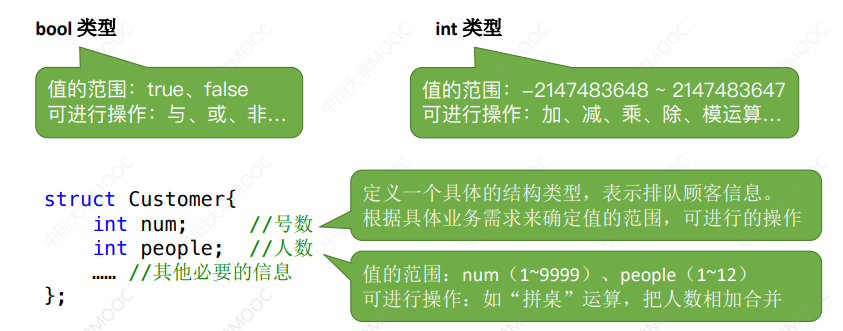 bool 类型
int 类型
值的范围：true、false
可进行操作：与、或、非…
值的范围：-2147483648 ~ 2147483647
可进行操作：加、减、乘、除、模运算…
struct Customer{
int num; //号数
int people; //人数
…… //其他必要的信息
};
定义一个具体的结构类型，表示排队顾客信息。
根据具体业务需求来确定值的范围，可进行的操作
值的范围：num（1~9999）、people（1~12）
可进行操作：如“拼桌”运算，把人数相加合并
中国大学MOOC